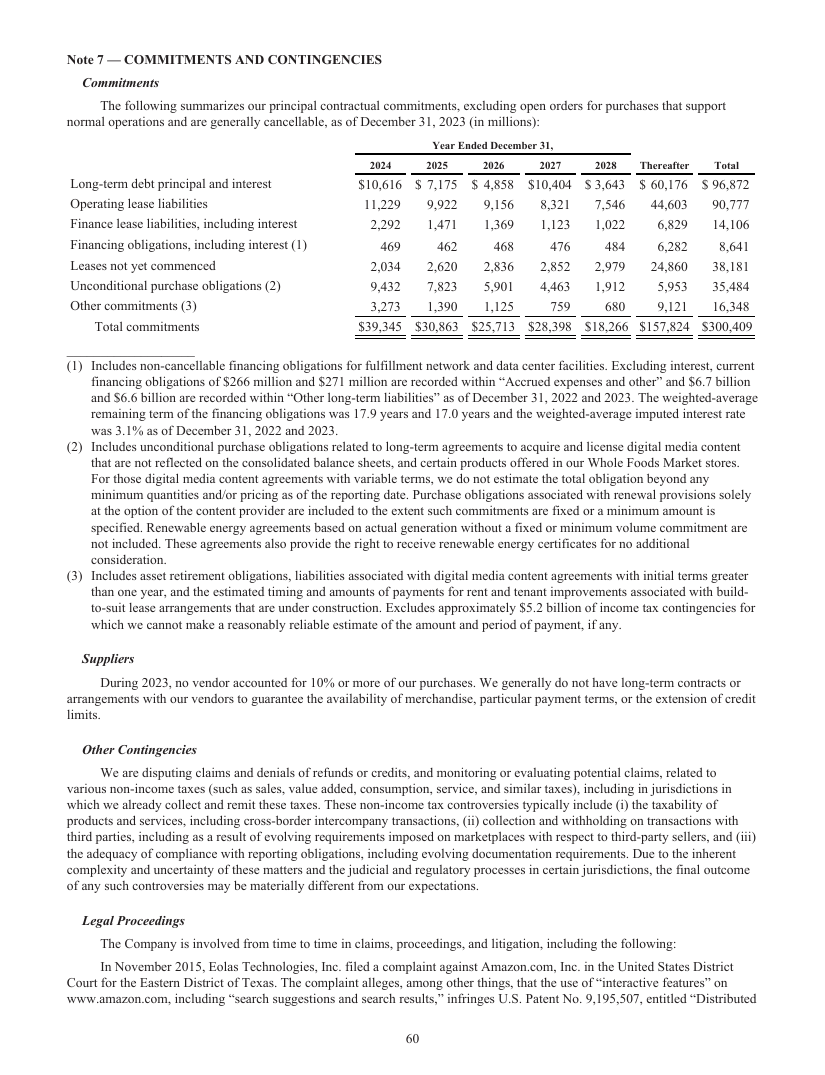 Note 7 — COMMITMENTS AND CONTINGENCIES
Commitments
The following summarizes our principal contractual commitments, excluding open orders for purchases that support
normal operations and are generally cancellable, as of December 31, 2023 (in millions):
Year Ended December 31,
2024 2025 2026 2027 2028 Thereafter Total
Long-term debt principal and interest $10,616 $ 7,175 $ 4,858 $10,404 $ 3,643 $ 60,176 $ 96,872
Operating lease liabilities 11,229 9,922 9,156 8,321 7,546 44,603 90,777
Finance lease liabilities, including interest 2,292 1,471 1,369 1,123 1,022 6,829 14,106
Financing obligations, including interest (1) 469 462 468 476 484 6,282 8,641
Leases not yet commenced 2,034 2,620 2,836 2,852 2,979 24,860 38,181
Unconditional purchase obligations (2) 9,432 7,823 5,901 4,463 1,912 5,953 35,484
Other commitments (3) 3,273 1,390 1,125 759 680 9,121 16,348
Total commitments $39,345 $30,863 $25,713 $28,398 $18,266 $157,824 $300,409
(1) Includes non-cancellable financing obligations for fulfillment network and data center facilities. Excluding interest, current
financing obligations of $266 million and $271 million are recorded within “Accrued expenses and other” and $6.7 billion
and $6.6 billion are recorded within “Other long-term liabilities” as of December 31, 2022 and 2023. The weighted-average
remaining term of the financing obligations was 17.9 years and 17.0 years and the weighted-average imputed interest rate
was 3.1% as of December 31, 2022 and 2023.
(2) Includes unconditional purchase obligations related to long-term agreements to acquire and license digital media content
that are not reflected on the consolidated balance sheets, and certain products offered in our Whole Foods Market stores.
For those digital media content agreements with variable terms, we do not estimate the total obligation beyond any
minimum quantities and/or pricing as of the reporting date. Purchase obligations associated with renewal provisions solely
at the option of the content provider are included to the extent such commitments are fixed or a minimum amount is
specified. Renewable energy agreements based on actual generation without a fixed or minimum volume commitment are
not included. These agreements also provide the right to receive renewable energy certificates for no additional
consideration.
(3) Includes asset retirement obligations, liabilities associated with digital media content agreements with initial terms greater
than one year, and the estimated timing and amounts of payments for rent and tenant improvements associated with build-
to-suit lease arrangements that are under construction. Excludes approximately $5.2 billion of income tax contingencies for
which we cannot make a reasonably reliable estimate of the amount and period of payment, if any.
Suppliers
During 2023, no vendor accounted for 10% or more of our purchases. We generally do not have long-term contracts or
arrangements with our vendors to guarantee the availability of merchandise, particular payment terms, or the extension of credit
limits.
Other Contingencies
We are disputing claims and denials of refunds or credits, and monitoring or evaluating potential claims, related to
various non-income taxes (such as sales, value added, consumption, service, and similar taxes), including in jurisdictions in
which we already collect and remit these taxes. These non-income tax controversies typically include (i) the taxability of
products and services, including cross-border intercompany transactions, (ii) collection and withholding on transactions with
third parties, including as a result of evolving requirements imposed on marketplaces with respect to third-party sellers, and (iii)
the adequacy of compliance with reporting obligations, including evolving documentation requirements. Due to the inherent
complexity and uncertainty of these matters and the judicial and regulatory processes in certain jurisdictions, the final outcome
of any such controversies may be materially different from our expectations.
Legal Proceedings
The Company is involved from time to time in claims, proceedings, and litigation, including the following:
In November 2015, Eolas Technologies, Inc. filed a complaint against Amazon.com, Inc. in the United States District
Court for the Eastern District of Texas. The complaint alleges, among other things, that the use of “interactive features” on
www.amazon.com, including “search suggestions and search results,” infringes U.S. Patent No. 9,195,507, entitled “Distributed
60